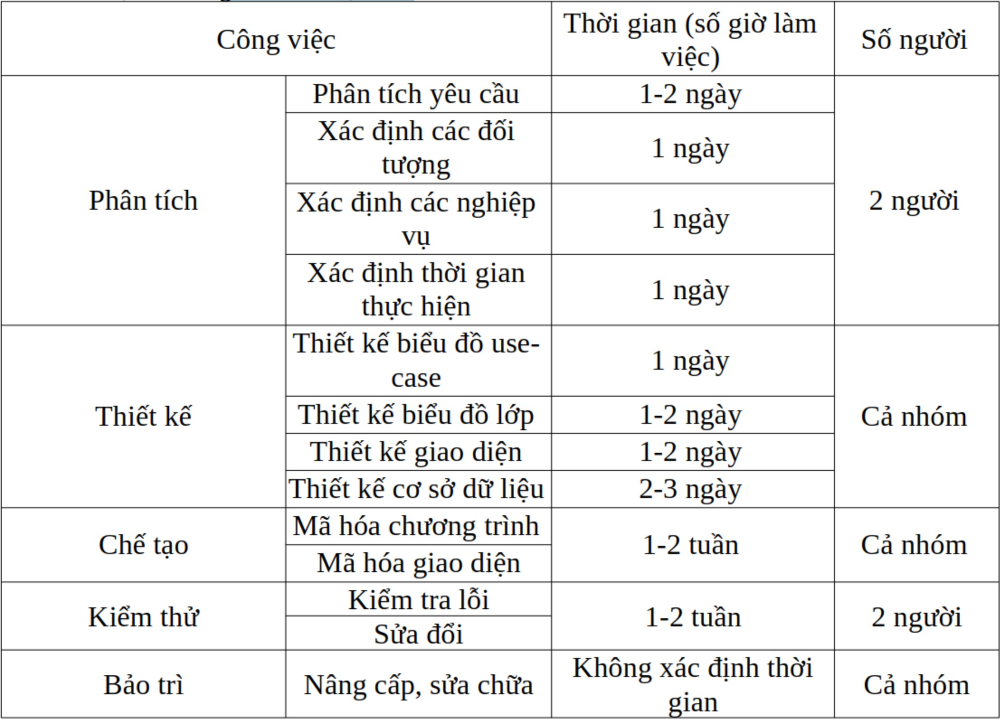 Công việc
Thời gian (số giờ làm
việc)
Số người
Phân tích
Phân tích yêu cầu
1-2 ngày
2 người
Xác định các đối
tượng
1 ngày
Xác định các nghiệp
vụ
1 ngày
Xác định thời gian
thực hiện
1 ngày
Thiết kế
Thiết kế biểu đồ use-
case
1 ngày
Cả nhóm
Thiết kế biểu đồ lớp
1-2 ngày
Thiết kế giao diện
1-2 ngày
Thiết kế cơ sở dữ liệu
2-3 ngày
Chế tạo
Mã hóa chương trình
1-2 tuần
Cả nhóm
Mã hóa giao diện
Kiểm thử
Kiểm tra lỗi
1-2 tuần
2 người
Sửa đổi
Bảo trì
Nâng cấp, sửa chữa
Không xác định thời
gian
Cả nhóm